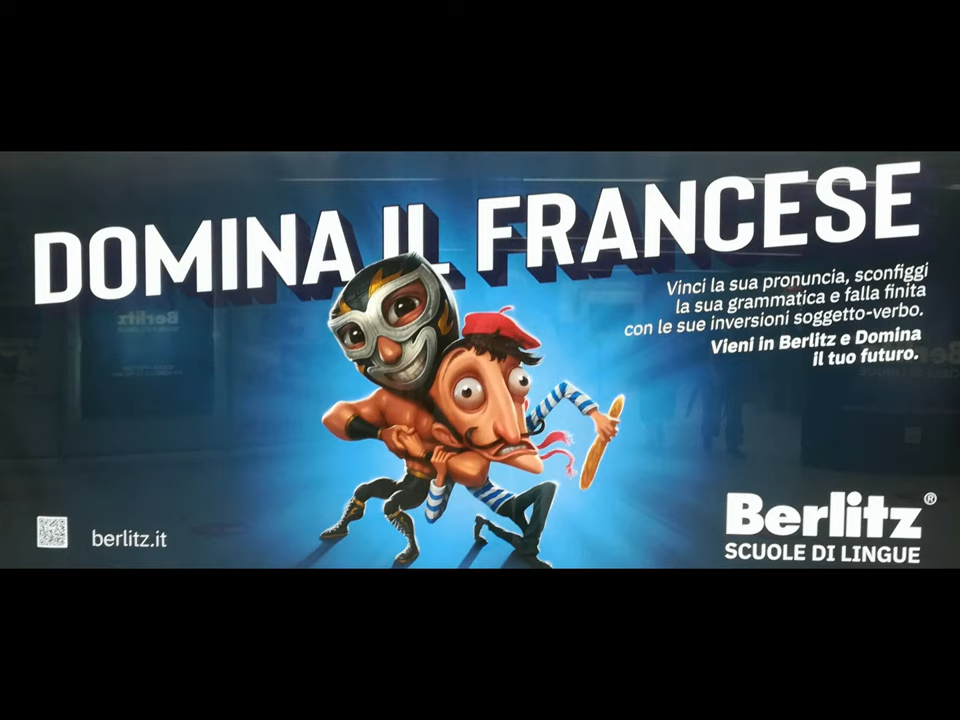 DOMINA IL FRANCESE
Vinci la sua pronuncia, sconfiggi
la sua grammatica e falla finita
con le sue inversioni soggetto-verbo.
Vieni in Berlitz e Domina
il tuo futuro.
berlitz.it
Berlitz®
SCUOLE DI LINGUE